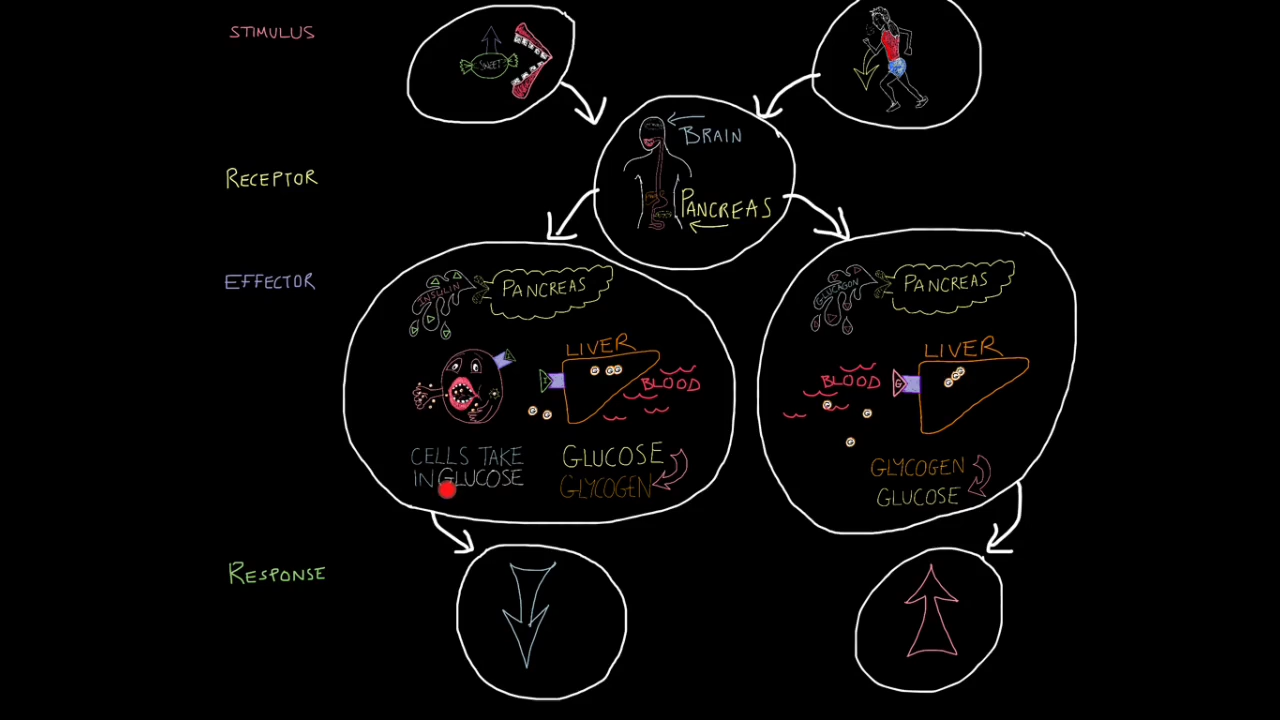 STIMULUS
SWEET
BRAIN
RECEPTOR
PANCREAS
EFFECTOR
INSULIN
PANCREAS
GLUCAGON
PANCREAS
LIVER
BLOOD
LIVER
BLOOD
G
CELLS TAKE
IN GLUCOSE
GLUCOSE
GLYCOGEN
GLYCOGEN
GLUCOSE
RESPONSE